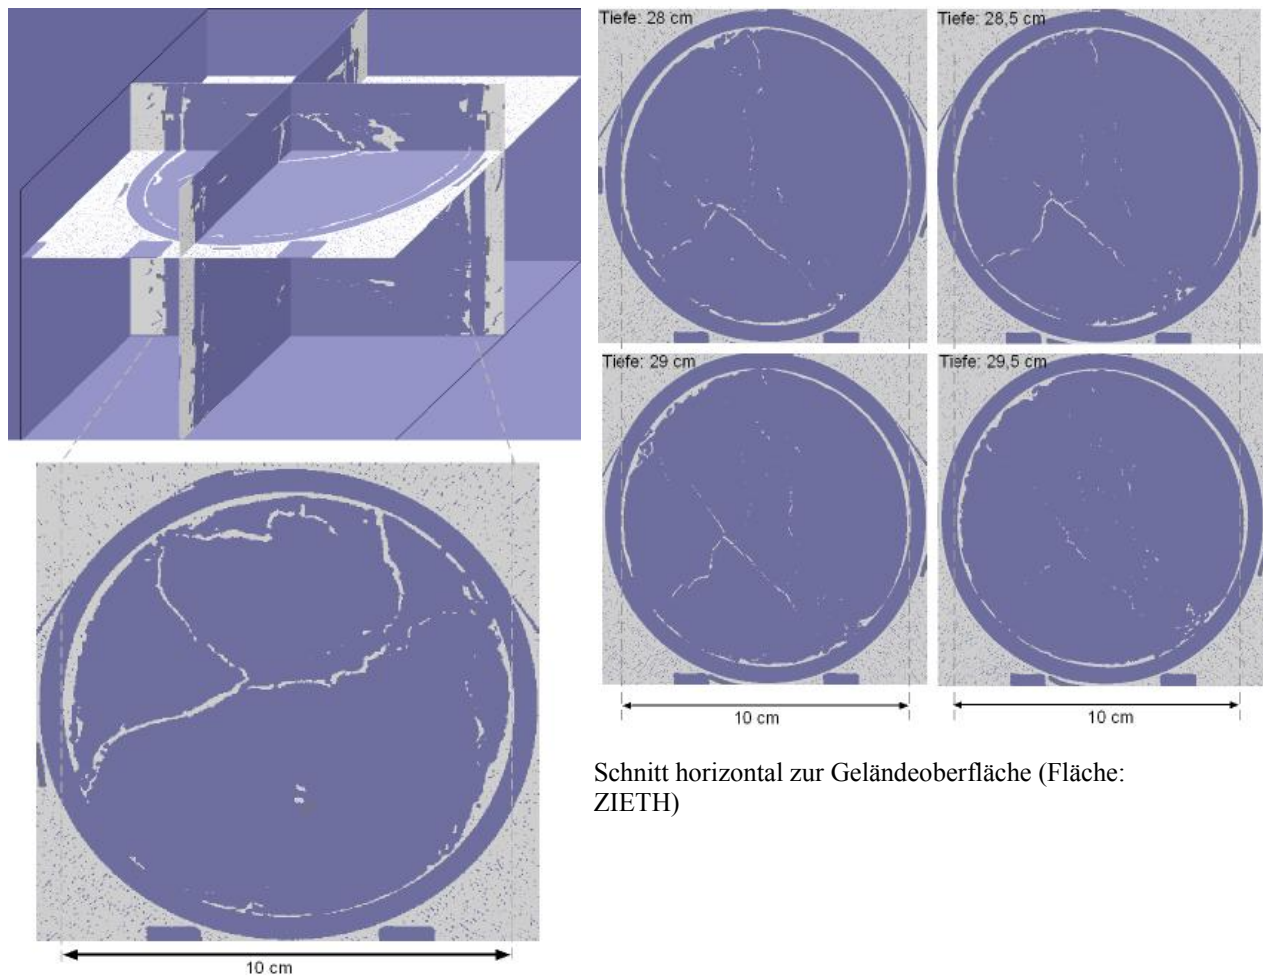 Tiefe: 28 cm
Tiefe: 28,5 cm
Tiefe: 29 cm
Tiefe: 29,5 cm
10 cm
10 cm
Schnitt horizontal zur Geländeoberfläche (Fläche:
ZIETH)
10 cm